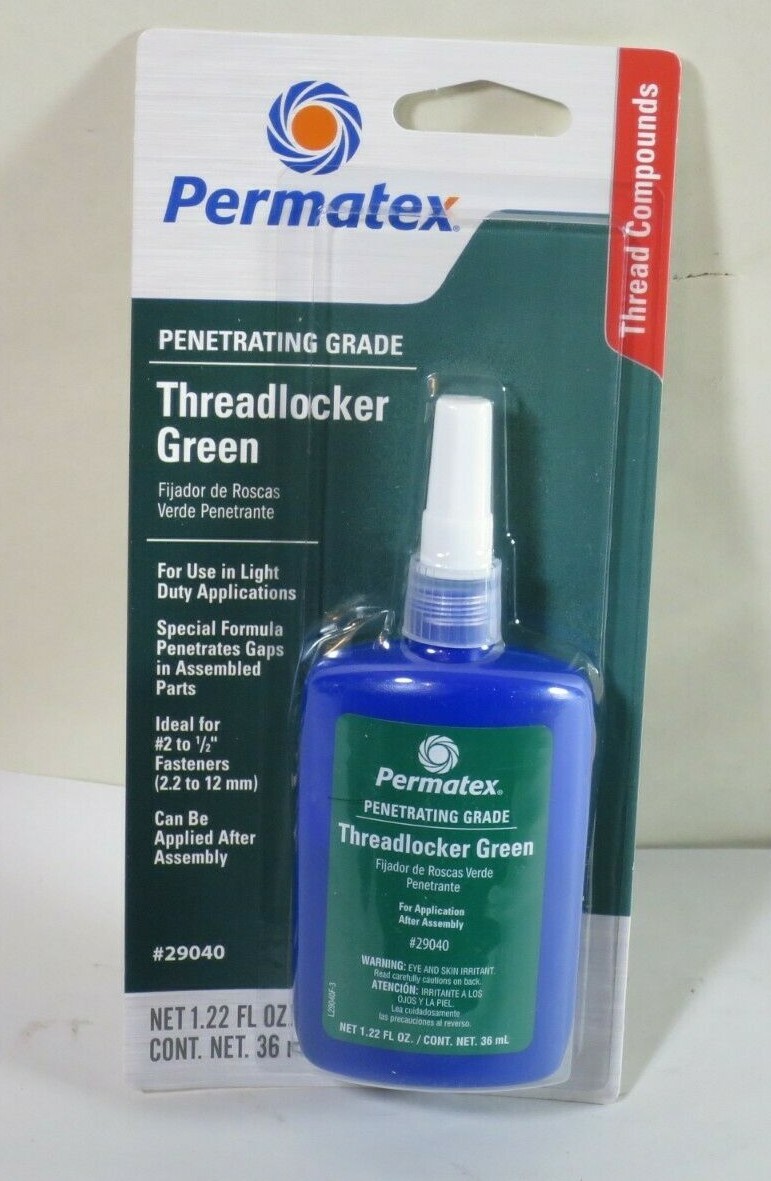 Permatex®
Thread Compounds
PENETRATING GRADE
Threadlocker
Green
Fijador de Roscas
Verde Penetrante
For Use in Light
Duty Applications
Special Formula
Penetrates Gaps
in Assembled
Parts
Ideal for
#2 to 1/2"
Fasteners
(2.2 to 12 mm)
Can Be
Applied After
Assembly
#29040
NET 1.22 FL OZ.
CONT. NET. 36
Permatex®
PENETRATING GRADE
Threadlocker Green
Fijador de Roscas Verde
Penetrante
For Application
After Assembly
#29040
WARNING: EYE AND SKIN IRRITANT.
Read carefully cautions on back.
ATENCIÓN: IRRITANTE A LOS
OJOS Y LA PIEL.
Lea cuidadosamente
las precauciones al reverso.
NET 1.22 FL OZ. / CONT. NET. 36 mL